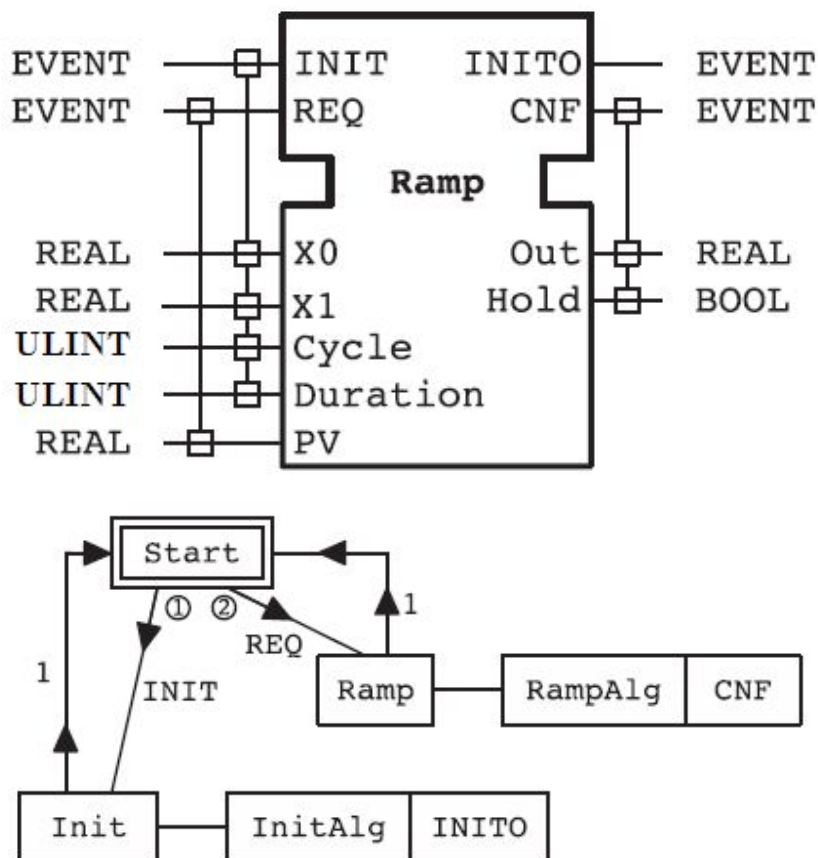 EVENT INIT INITO EVENT
EVENT REQ CNF EVENT
Ramp
REAL X0 Out REAL
REAL X1 Hold BOOL
ULINT Cycle
ULINT Duration
REAL PV
Start
① ②
REQ 1
1 INIT Ramp RampAlg CNF
Init InitAlg INITO